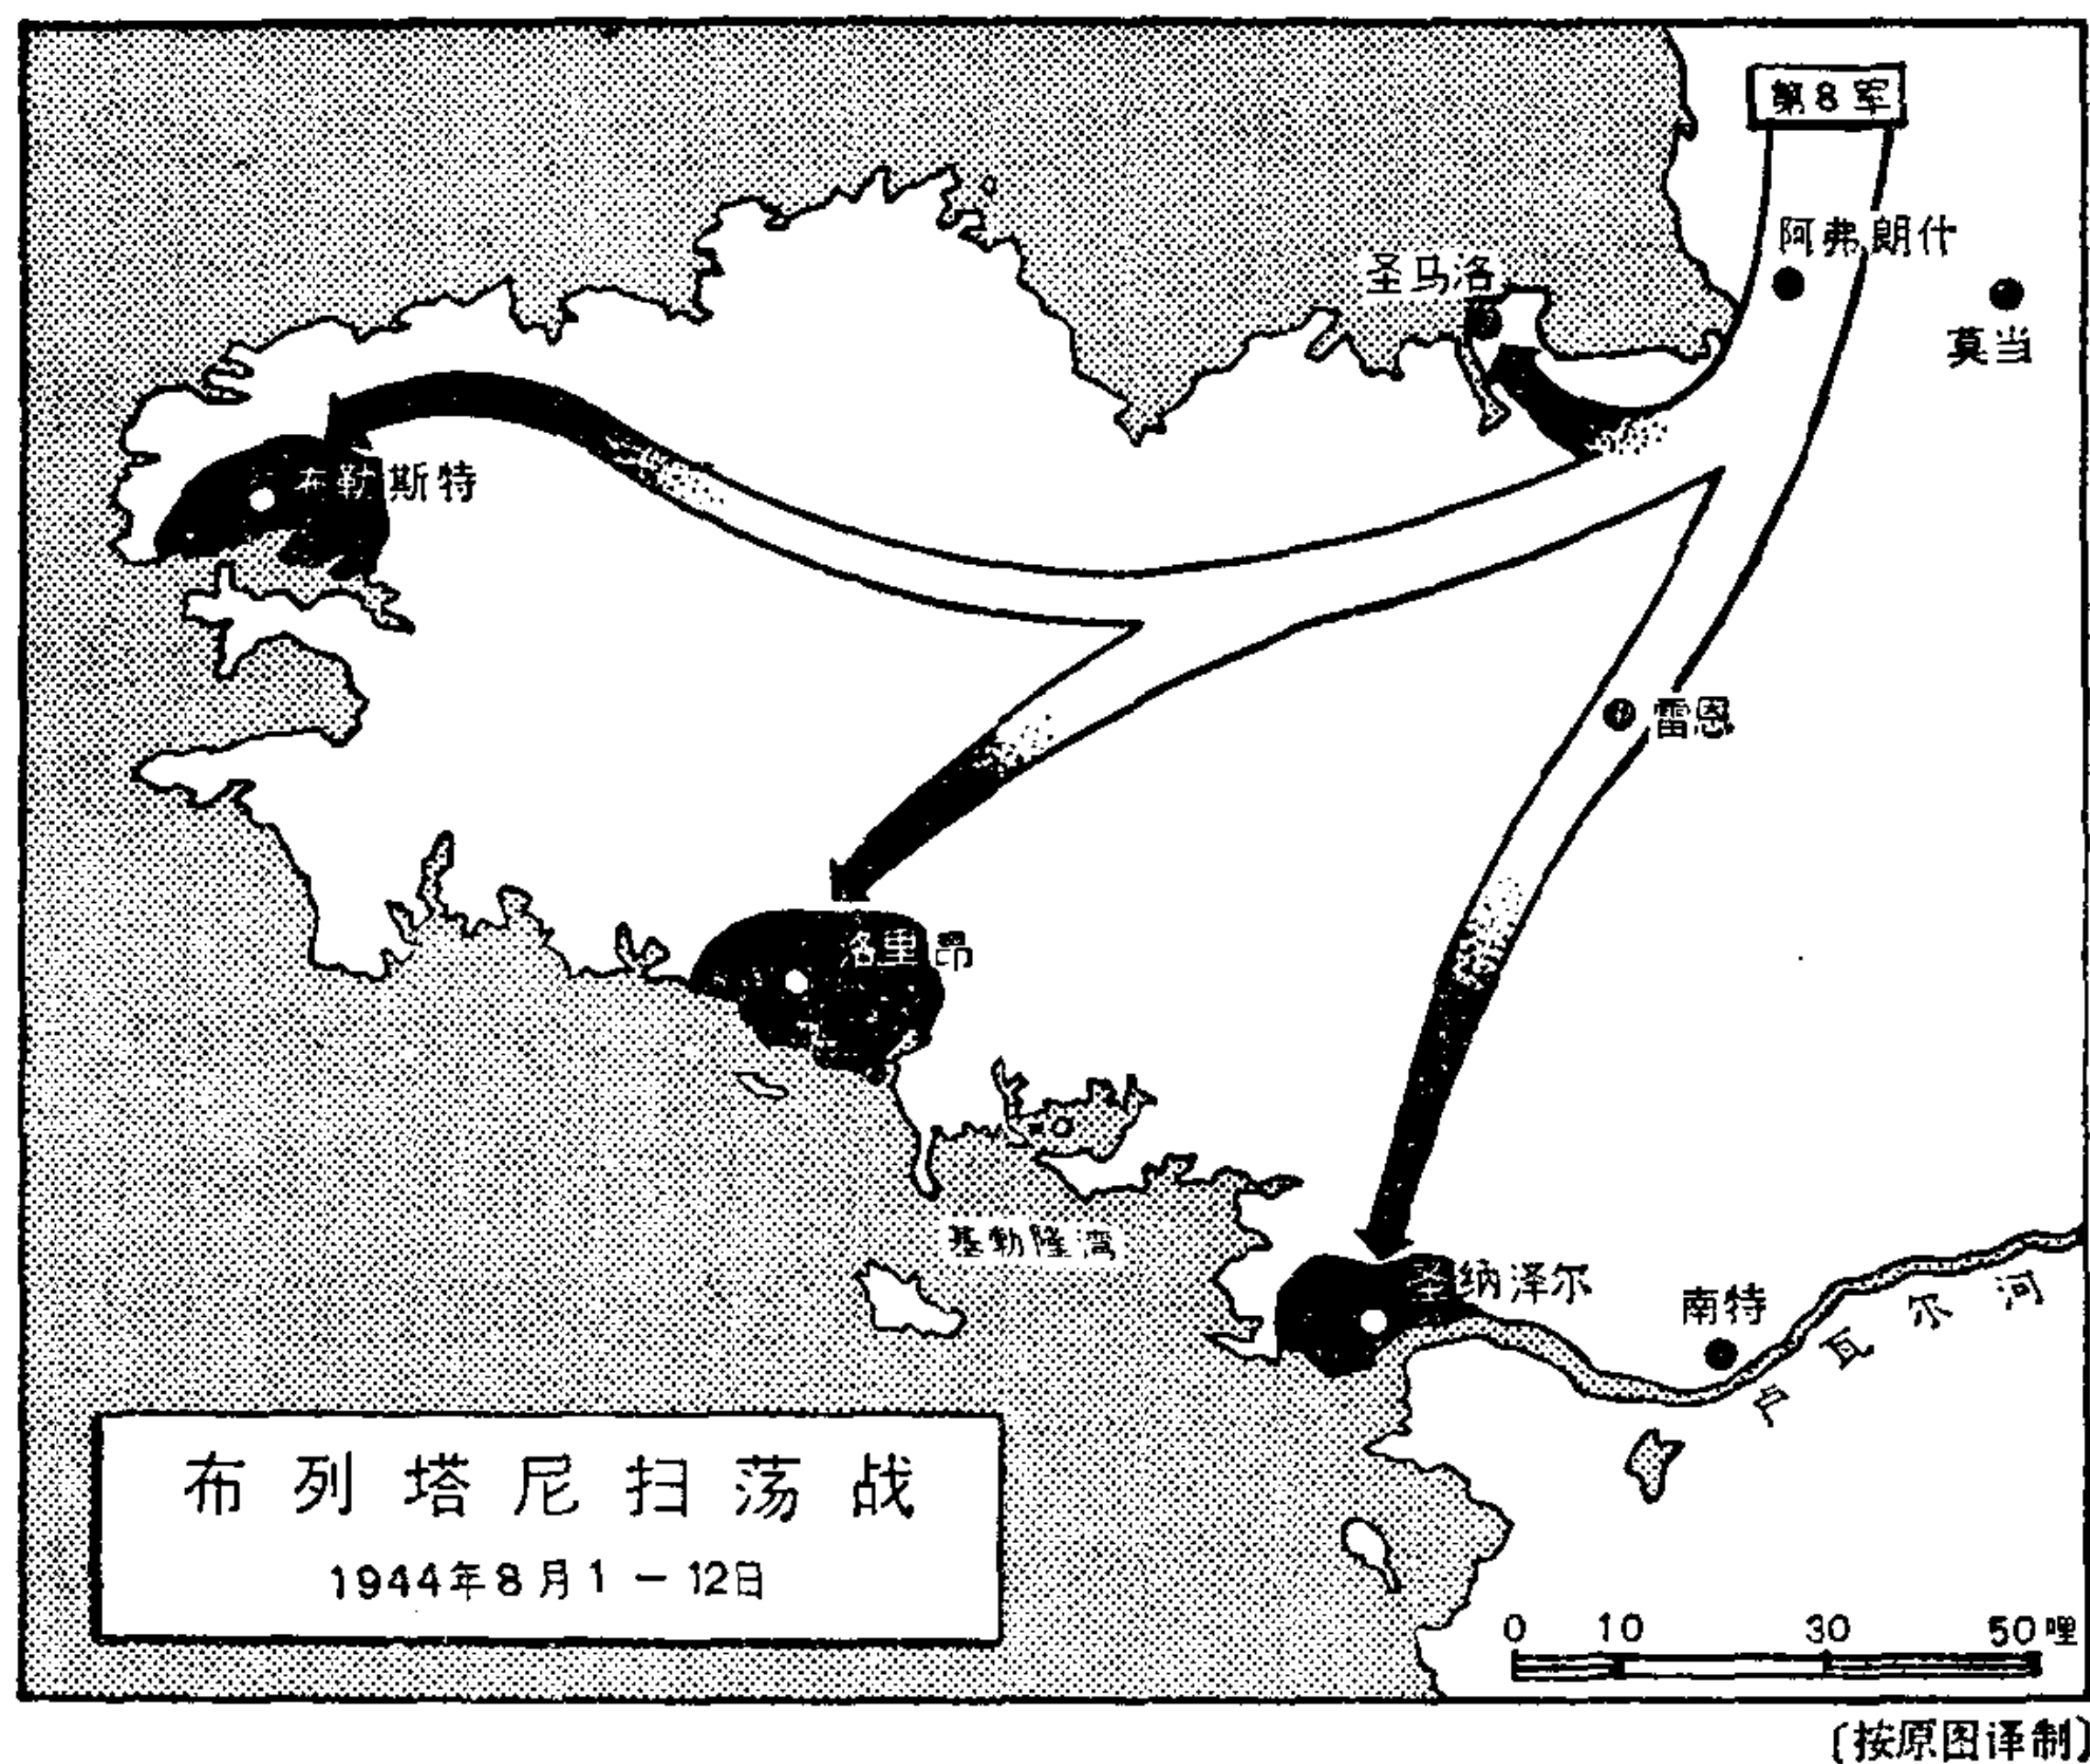 第8军
阿弗朗什
圣马洛
莫当
布勒斯特
雷恩
洛里昂
基勒隆湾
圣纳泽尔
南特
卢瓦尔河
布列塔尼扫荡战
1944年8月1－12日
0 10 30 50哩
〔按原图译制〕